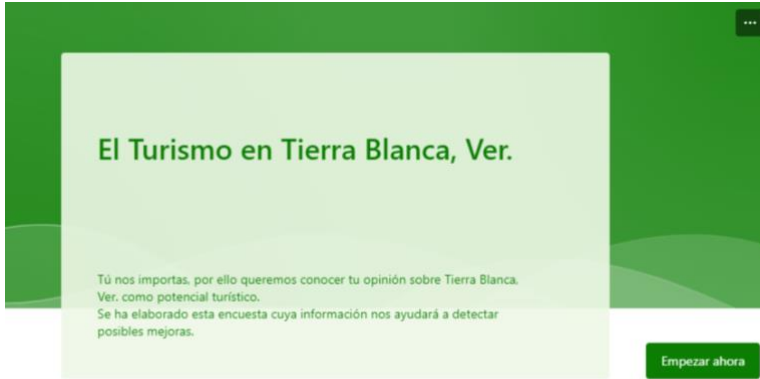 El Turismo en Tierra Blanca, Ver.
Tú nos importas, por ello queremos conocer tu opinión sobre Tierra Blanca,
Ver. como potencial turístico.
Se ha elaborado esta encuesta cuya información nos ayudará a detectar
posibles mejoras.
Empezar ahora